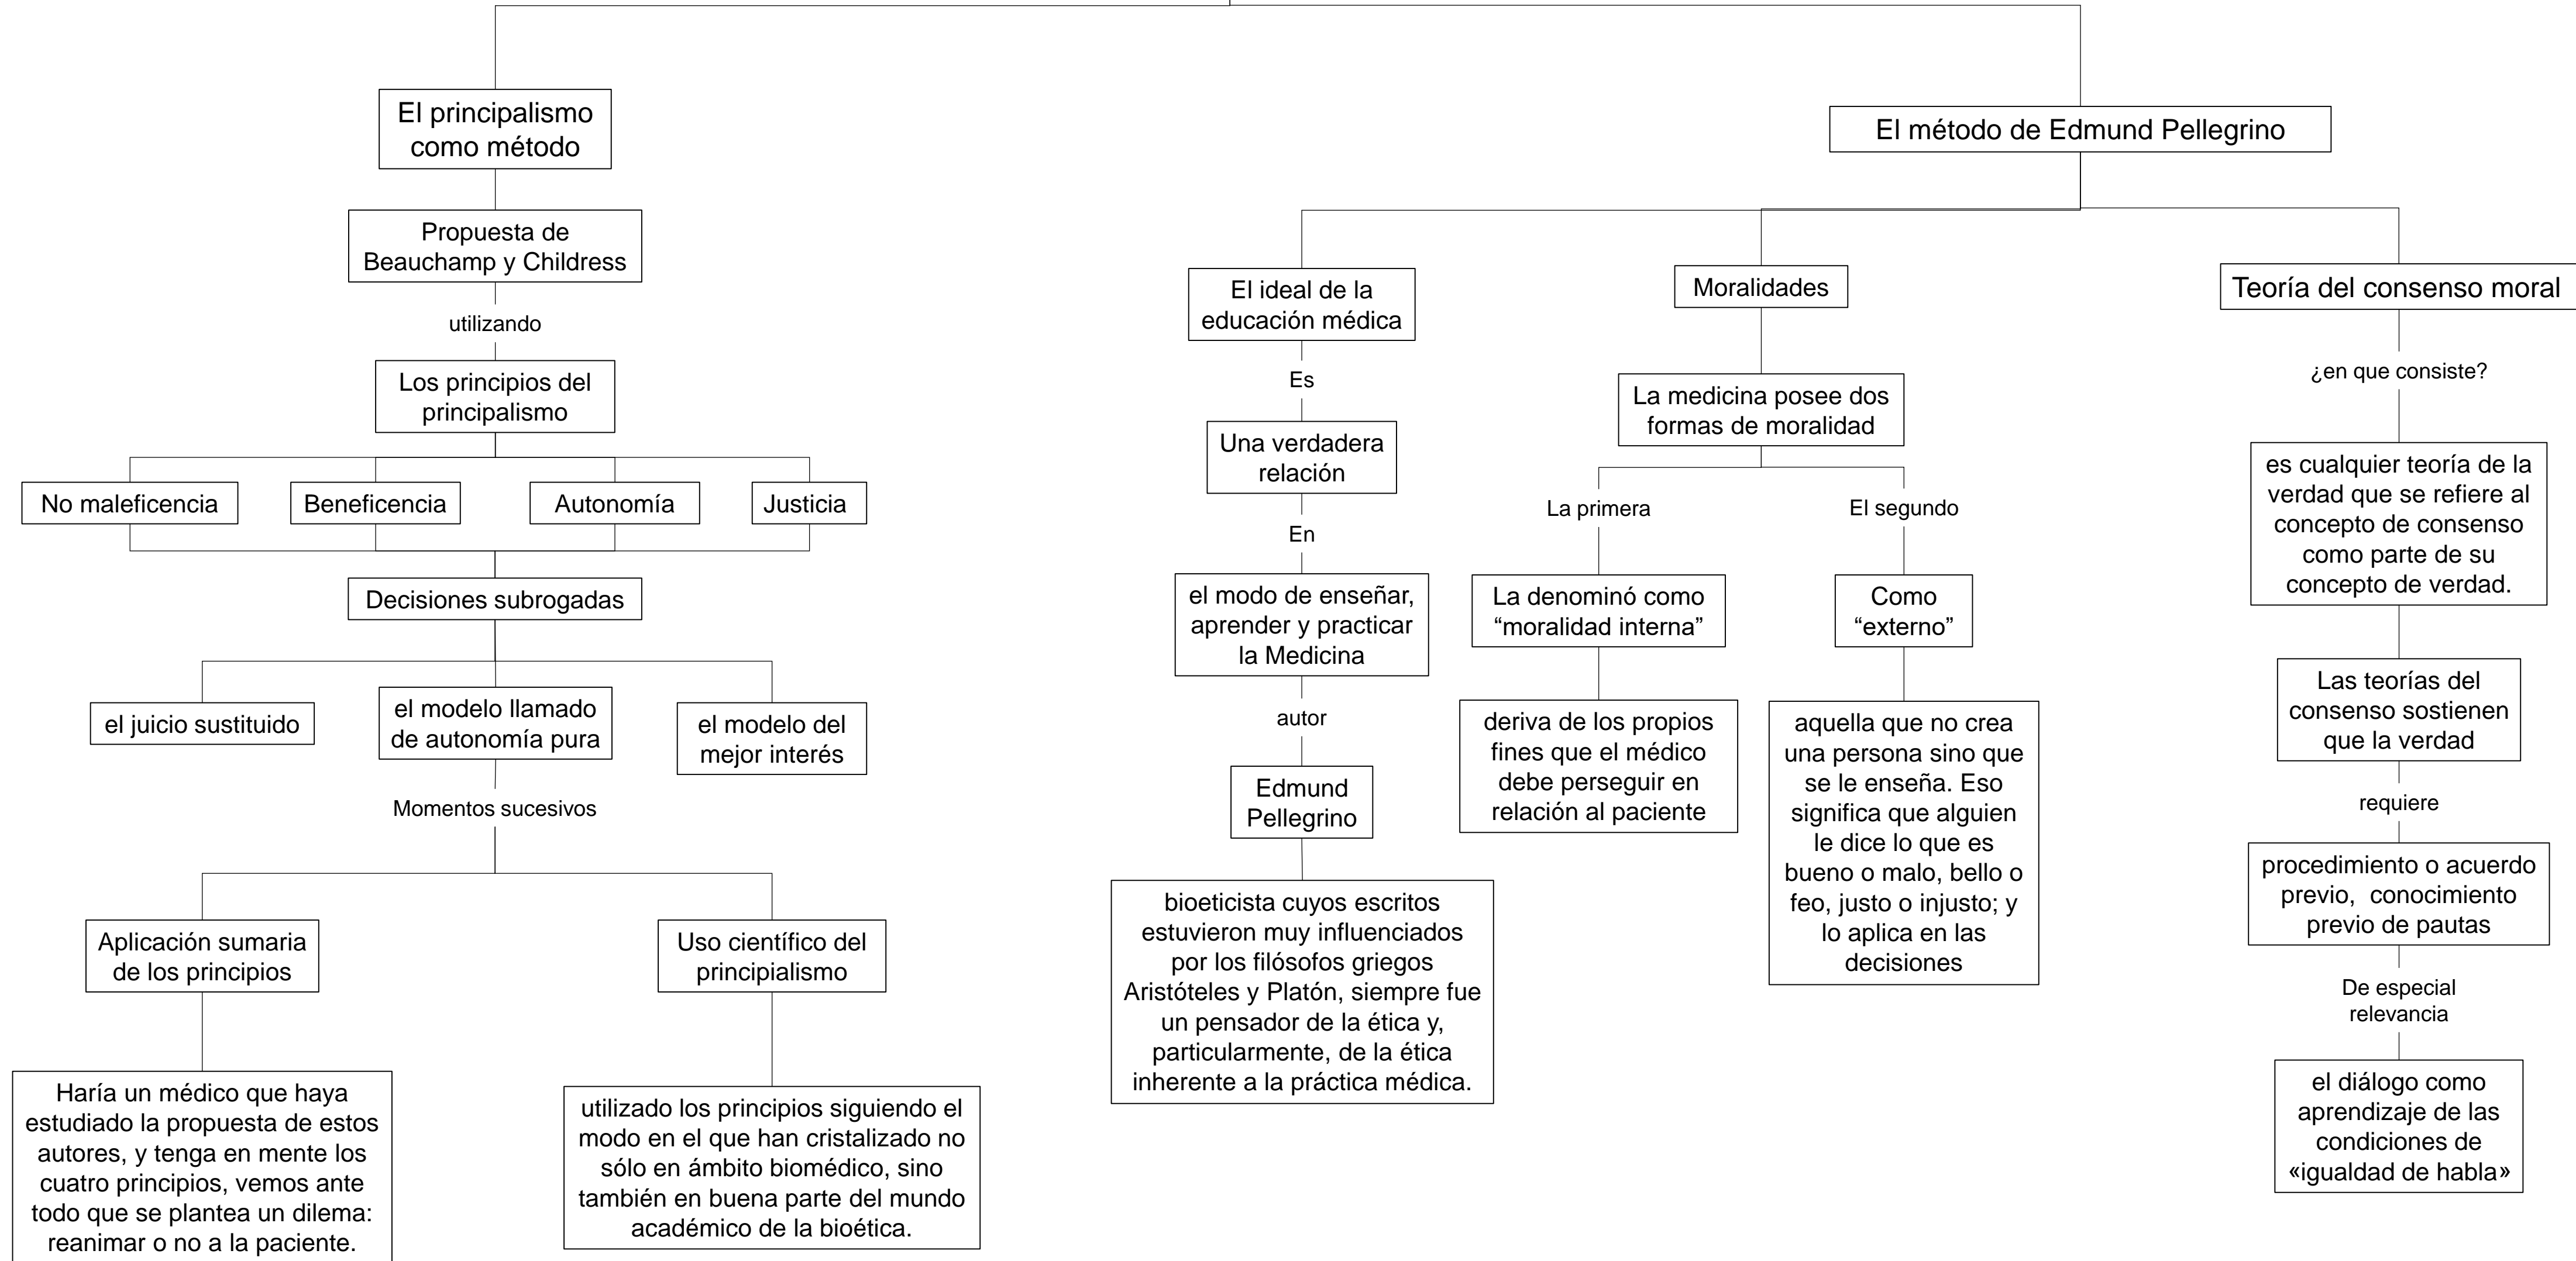 El principalismo
como método
Propuesta de
Beauchamp y Childress
utilizando
Los principios del
principalismo
No maleficencia
Beneficencia
Autonomía
Justicia
Decisiones subrogadas
el juicio sustituido
el modelo llamado
de autonomía pura
el modelo del
mejor interés
Momentos sucesivos
Aplicación sumaria
de los principios
Uso científico del
principialismo
Haría un médico que haya
estudiado la propuesta de estos
autores, y tenga en mente los
cuatro principios, vemos ante
todo que se plantea un dilema:
reanimar o no a la paciente.
utilizado los principios siguiendo el
modo en el que han cristalizado no
sólo en ámbito biomédico, sino
también en buena parte del mundo
académico de la bioética.
El método de Edmund Pellegrino
El ideal de la
educación médica
Es
Una verdadera
relación
En
el modo de enseñar,
aprender y practicar
la Medicina
autor
Edmund
Pellegrino
bioeticista cuyos escritos
estuvieron muy influenciados
por los filósofos griegos
Aristóteles y Platón, siempre fue
un pensador de la ética y,
particularmente, de la ética
inherente a la práctica médica.
Moralidades
La medicina posee dos
formas de moralidad
La primera
La denominó como
“moralidad interna”
deriva de los propios
fines que el médico
debe perseguir en
relación al paciente
El segundo
Como
“externo”
aquella que no crea
una persona sino que
se le enseña. Eso
significa que alguien
le dice lo que es
bueno o malo, bello o
feo, justo o injusto; y
lo aplica en las
decisiones
Teoría del consenso moral
¿en que consiste?
es cualquier teoría de la
verdad que se refiere al
concepto de consenso
como parte de su
concepto de verdad.
Las teorías del
consenso sostienen
que la verdad
requiere
procedimiento o acuerdo
previo,  conocimiento
previo de pautas
De especial
relevancia
el diálogo como
aprendizaje de las
condiciones de
«igualdad de habla»